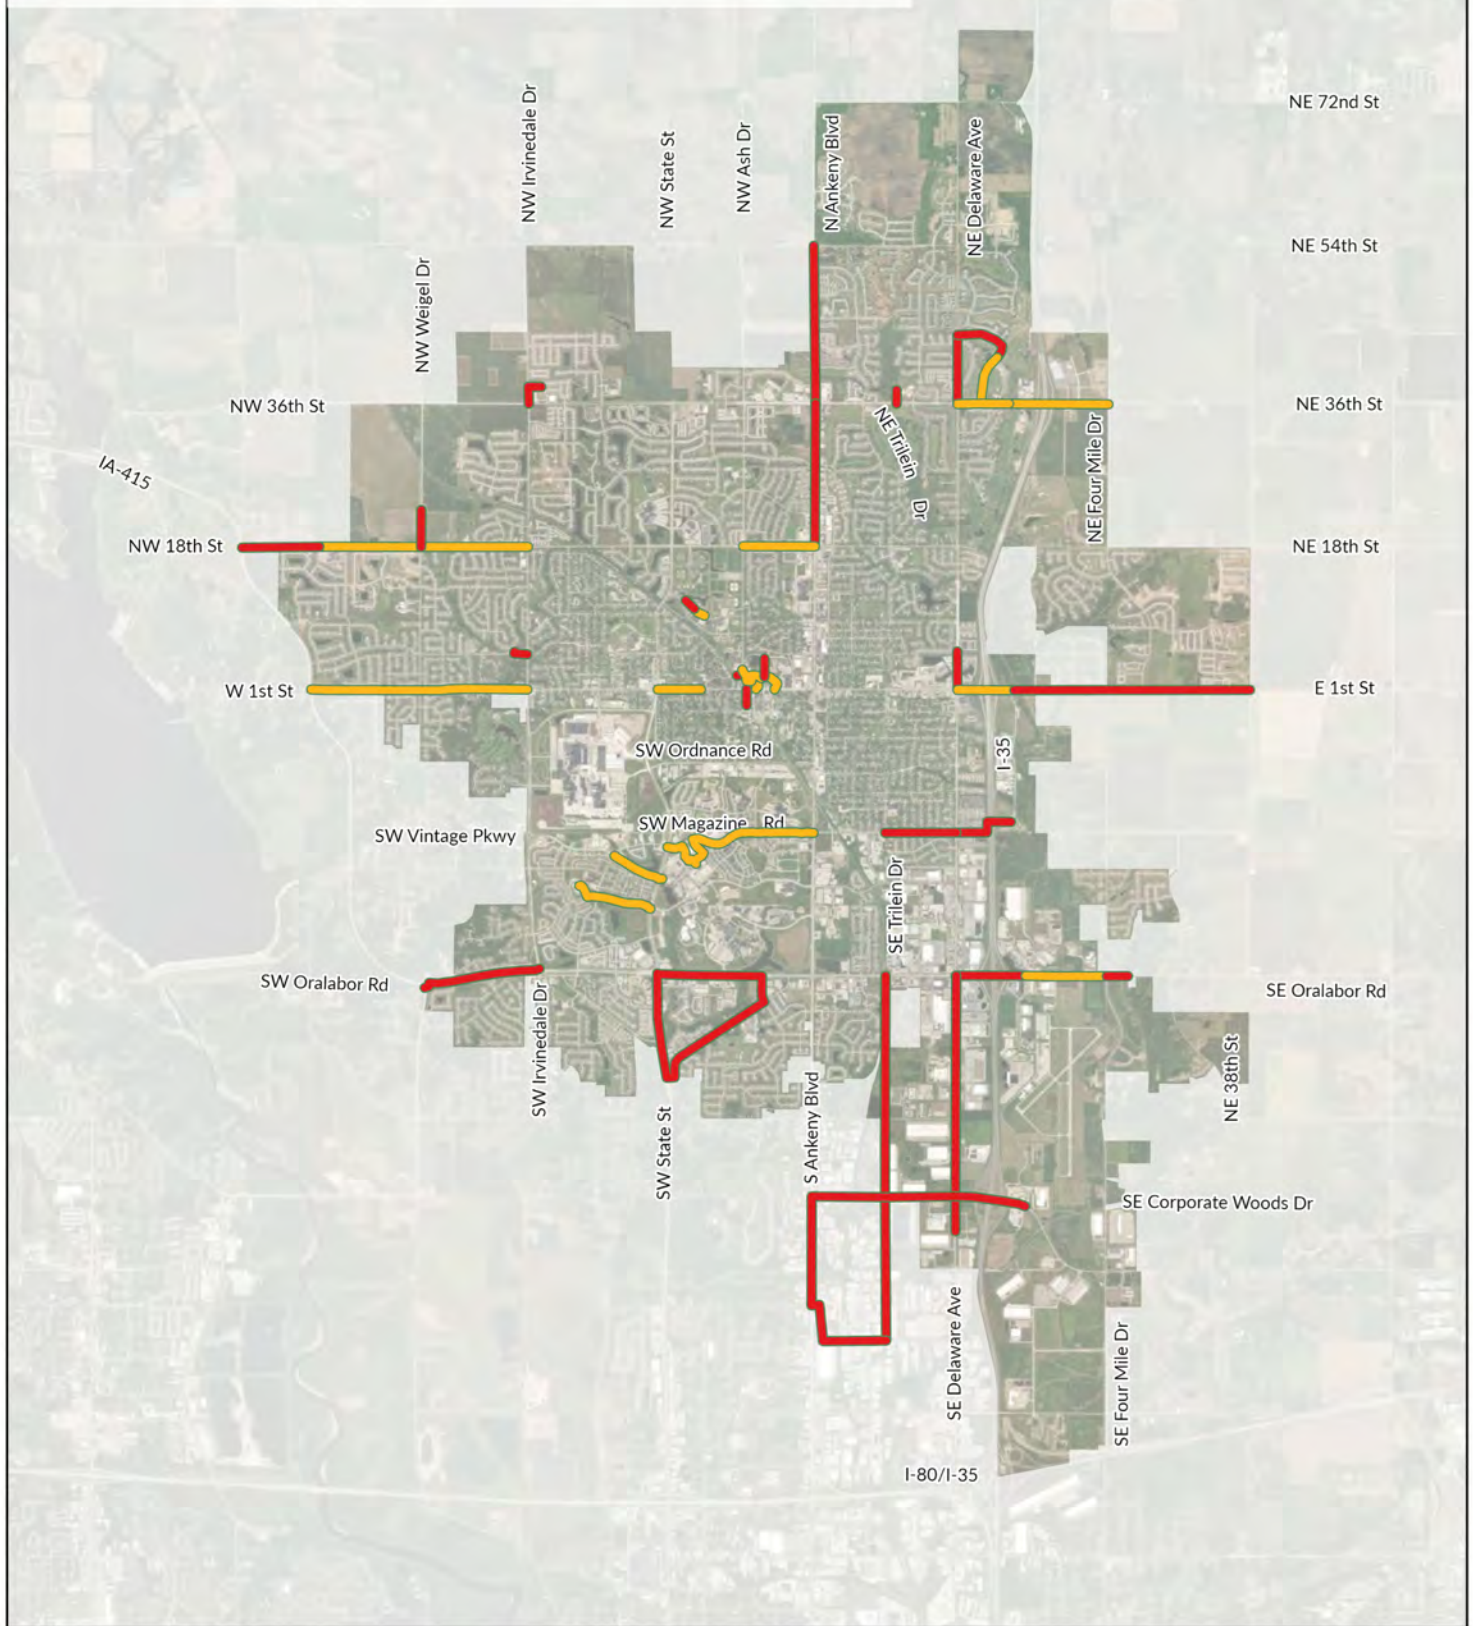 NE 72nd St
NW Irvinedale Dr
NW State St
NW Ash Dr
N Ankeny Blvd
NE Delaware Ave
NE 54th St
NW Weigel Dr
NW 36th St
NE 36th St
NE Trilein
Dr
NE Four Mile Dr
IA-415
NW 18th St
NE 18th St
W 1st St
E 1st St
SW Ordnance Rd
I-35
SW Magazine Rd
SW Vintage Pkwy
SE Trilein Dr
SW Oralabor Rd
SE Oralabor Rd
SW Irvinedale Dr
NE 38th St
SW State St
S Ankeny Blvd
SE Corporate Woods Dr
SE Delaware Ave
SE Four Mile Dr
I-80/I-35